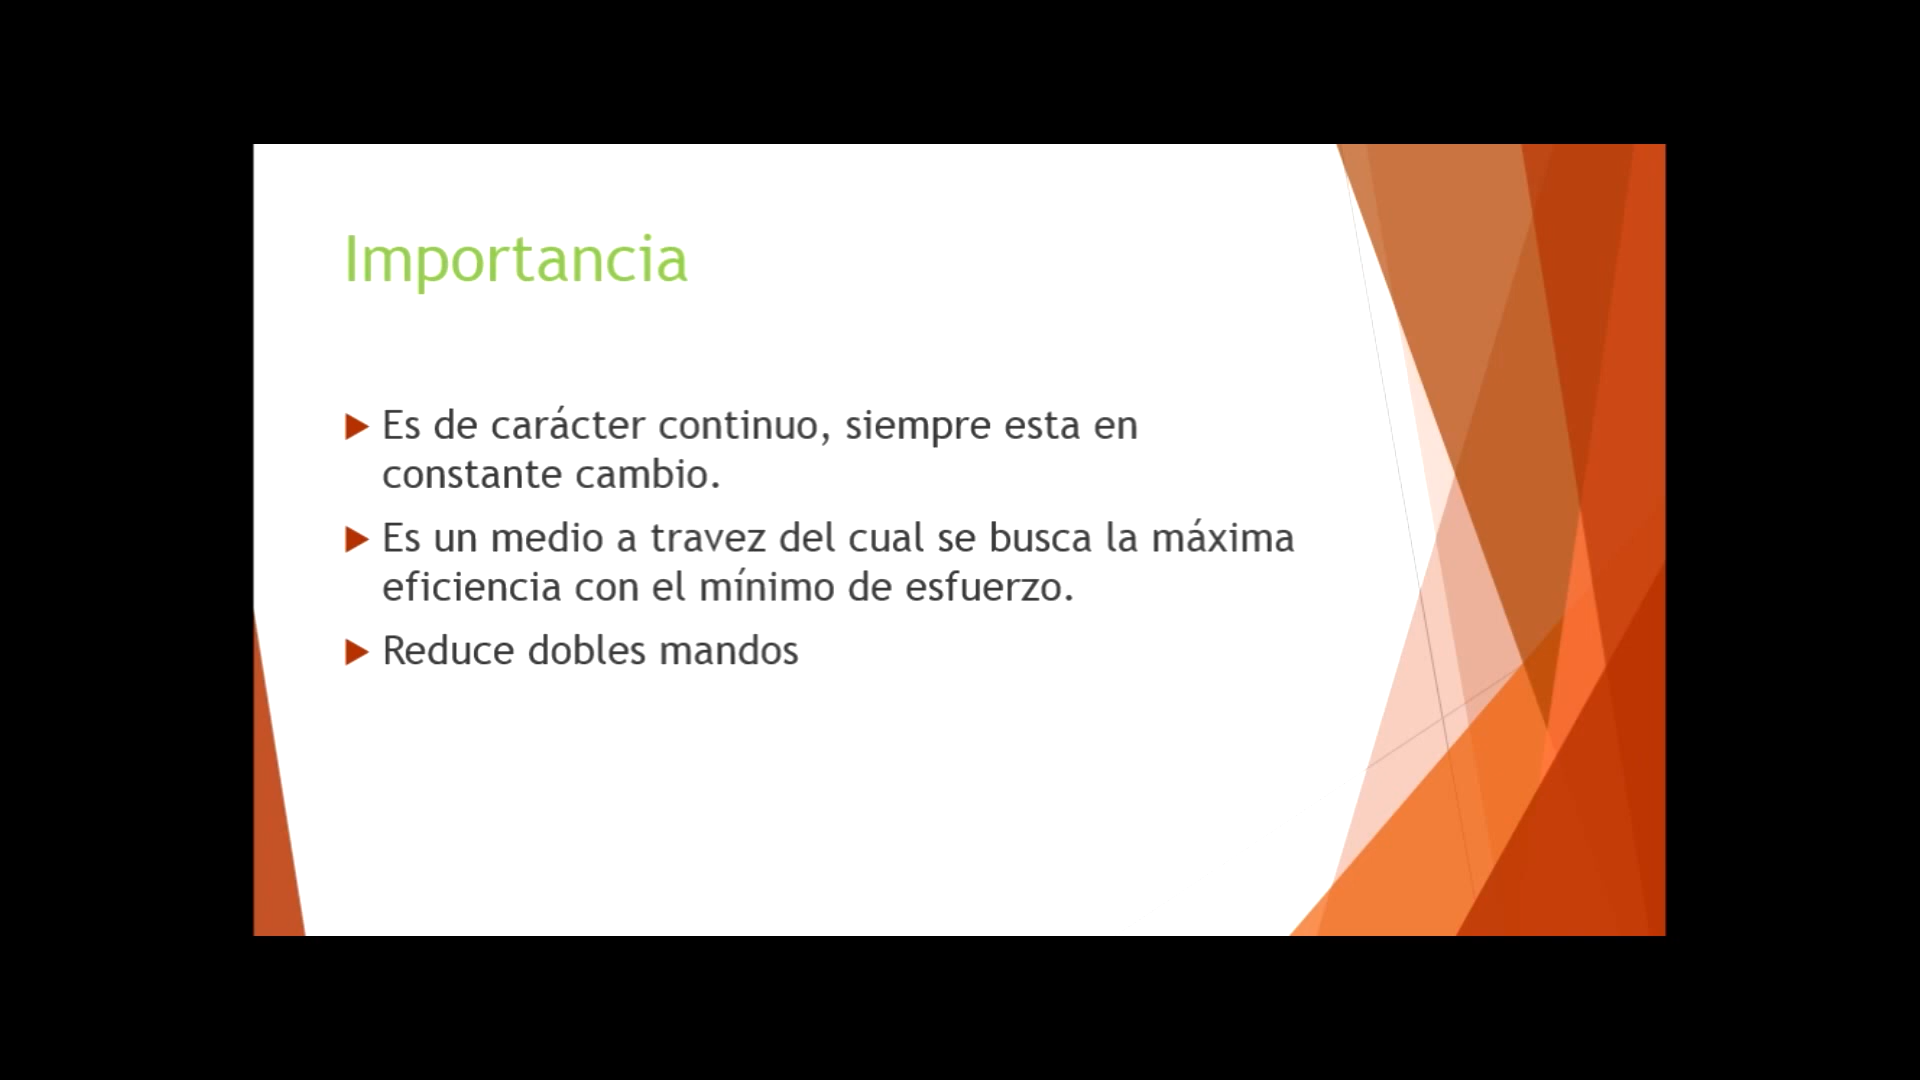 Importancia
Es de carácter continuo, siempre esta en
constante cambio.
Es un medio a travez del cual se busca la máxima
eficiencia con el mínimo de esfuerzo.
Reduce dobles mandos